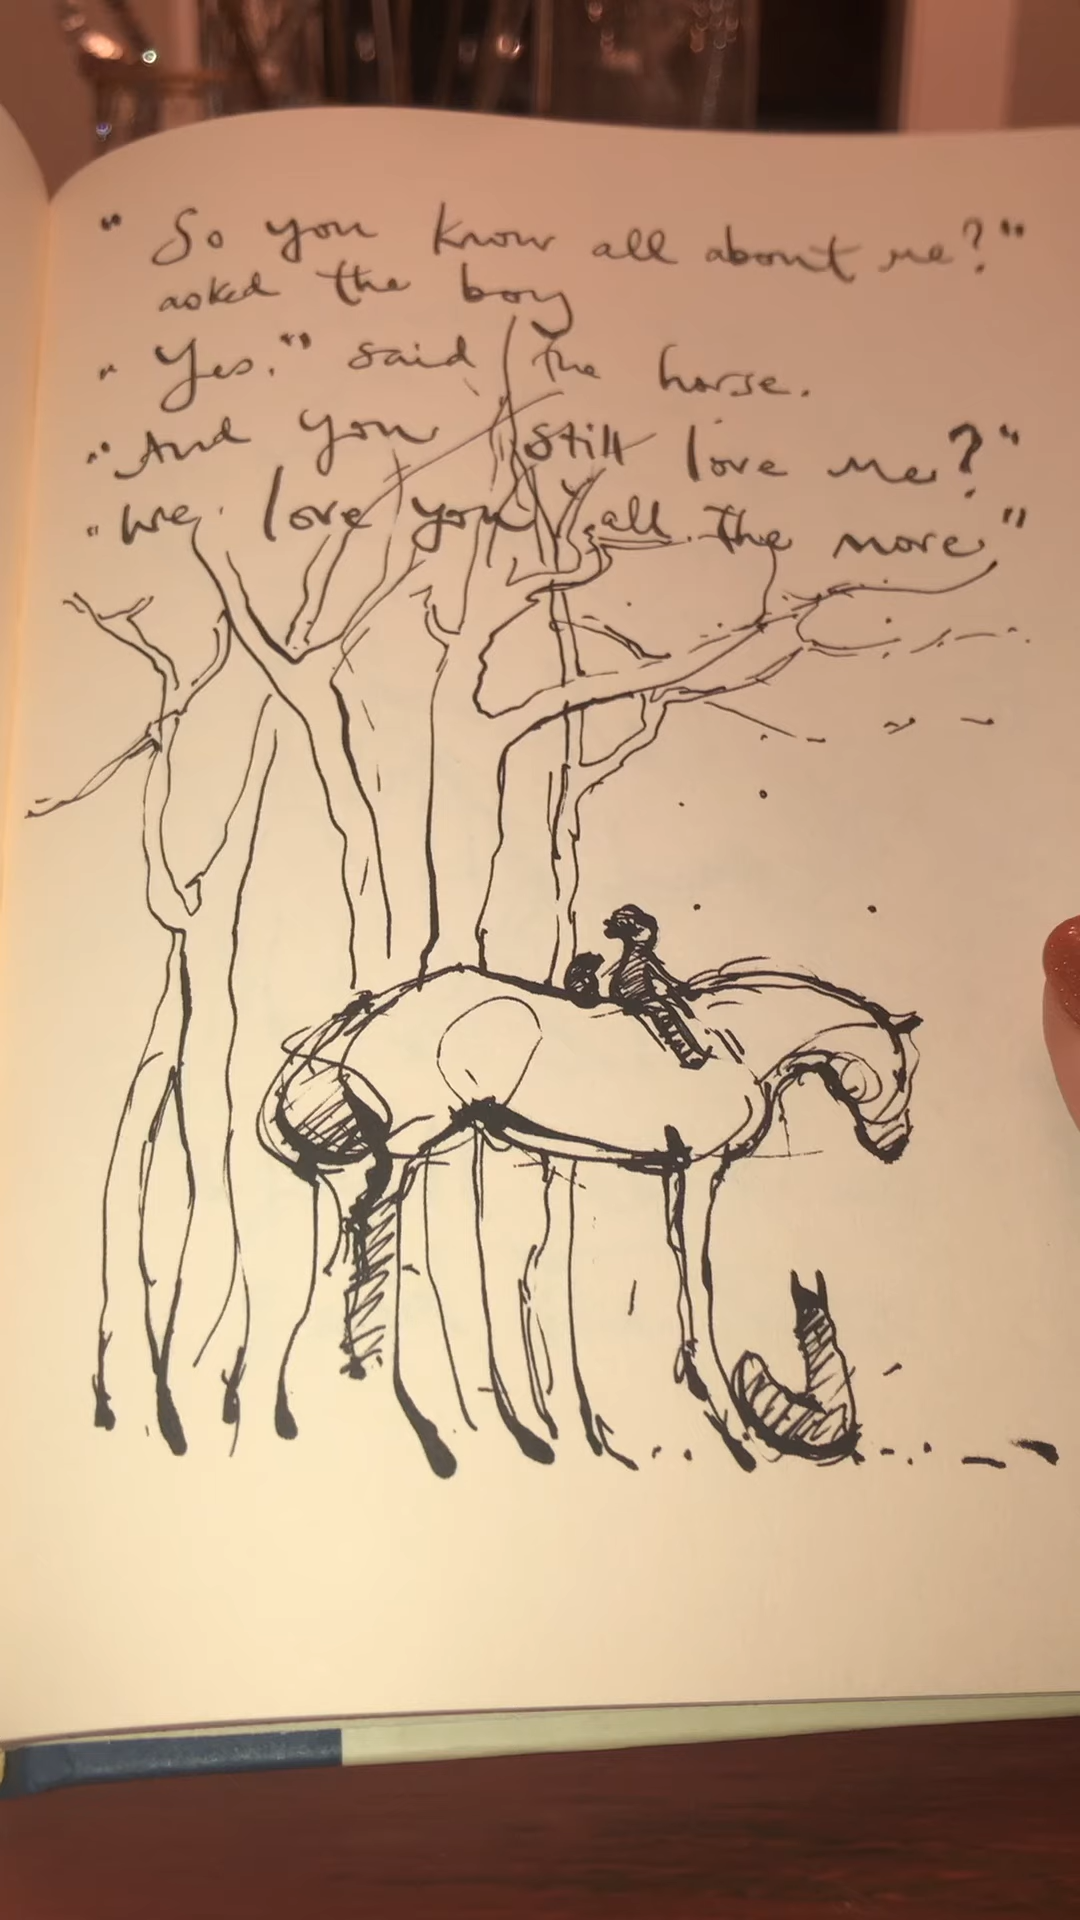 "So you know all about me?"
asked the boy
"Yes." said the horse.
"And you still love me?"
"We love you all the more"